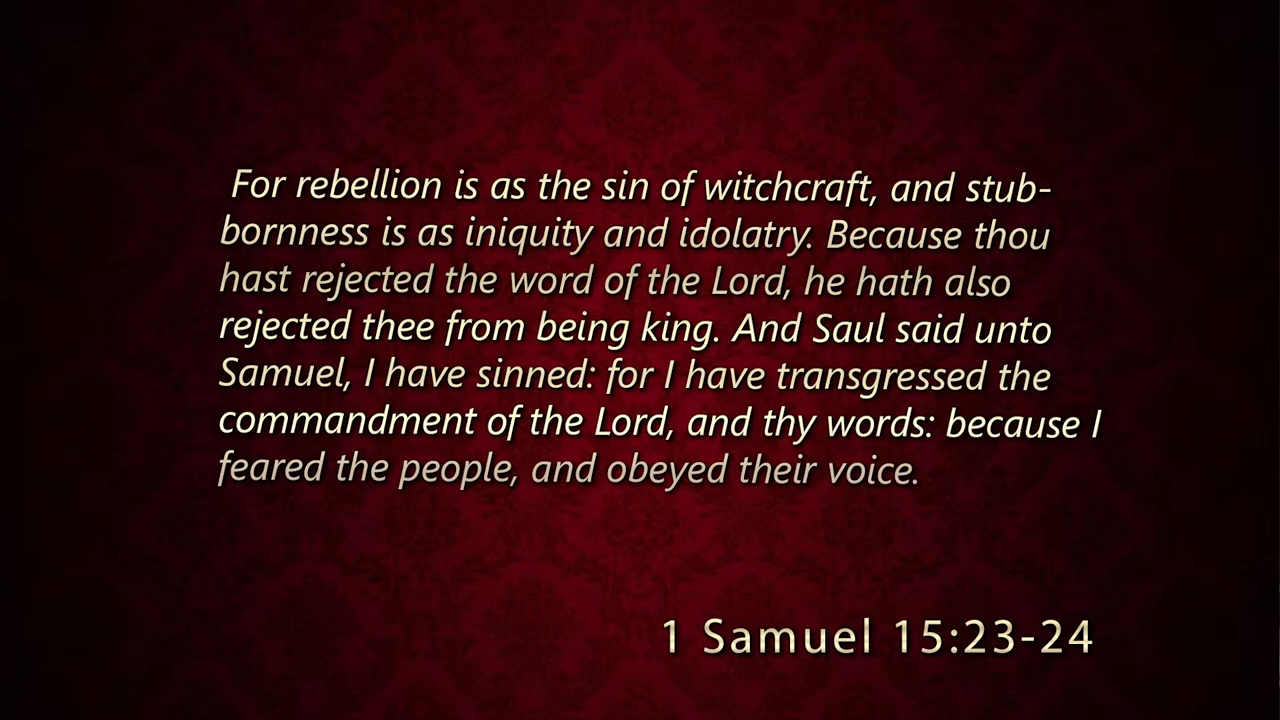 For rebellion is as the sin of witchcraft, and stub-
bornness is as iniquity and idolatry. Because thou
hast rejected the word of the Lord, he hath also
rejected thee from being king. And Saul said unto
Samuel, I have sinned: for I have transgressed the
commandment of the Lord, and thy words: because I
feared the people, and obeyed their voice.
1 Samuel 15:23-24